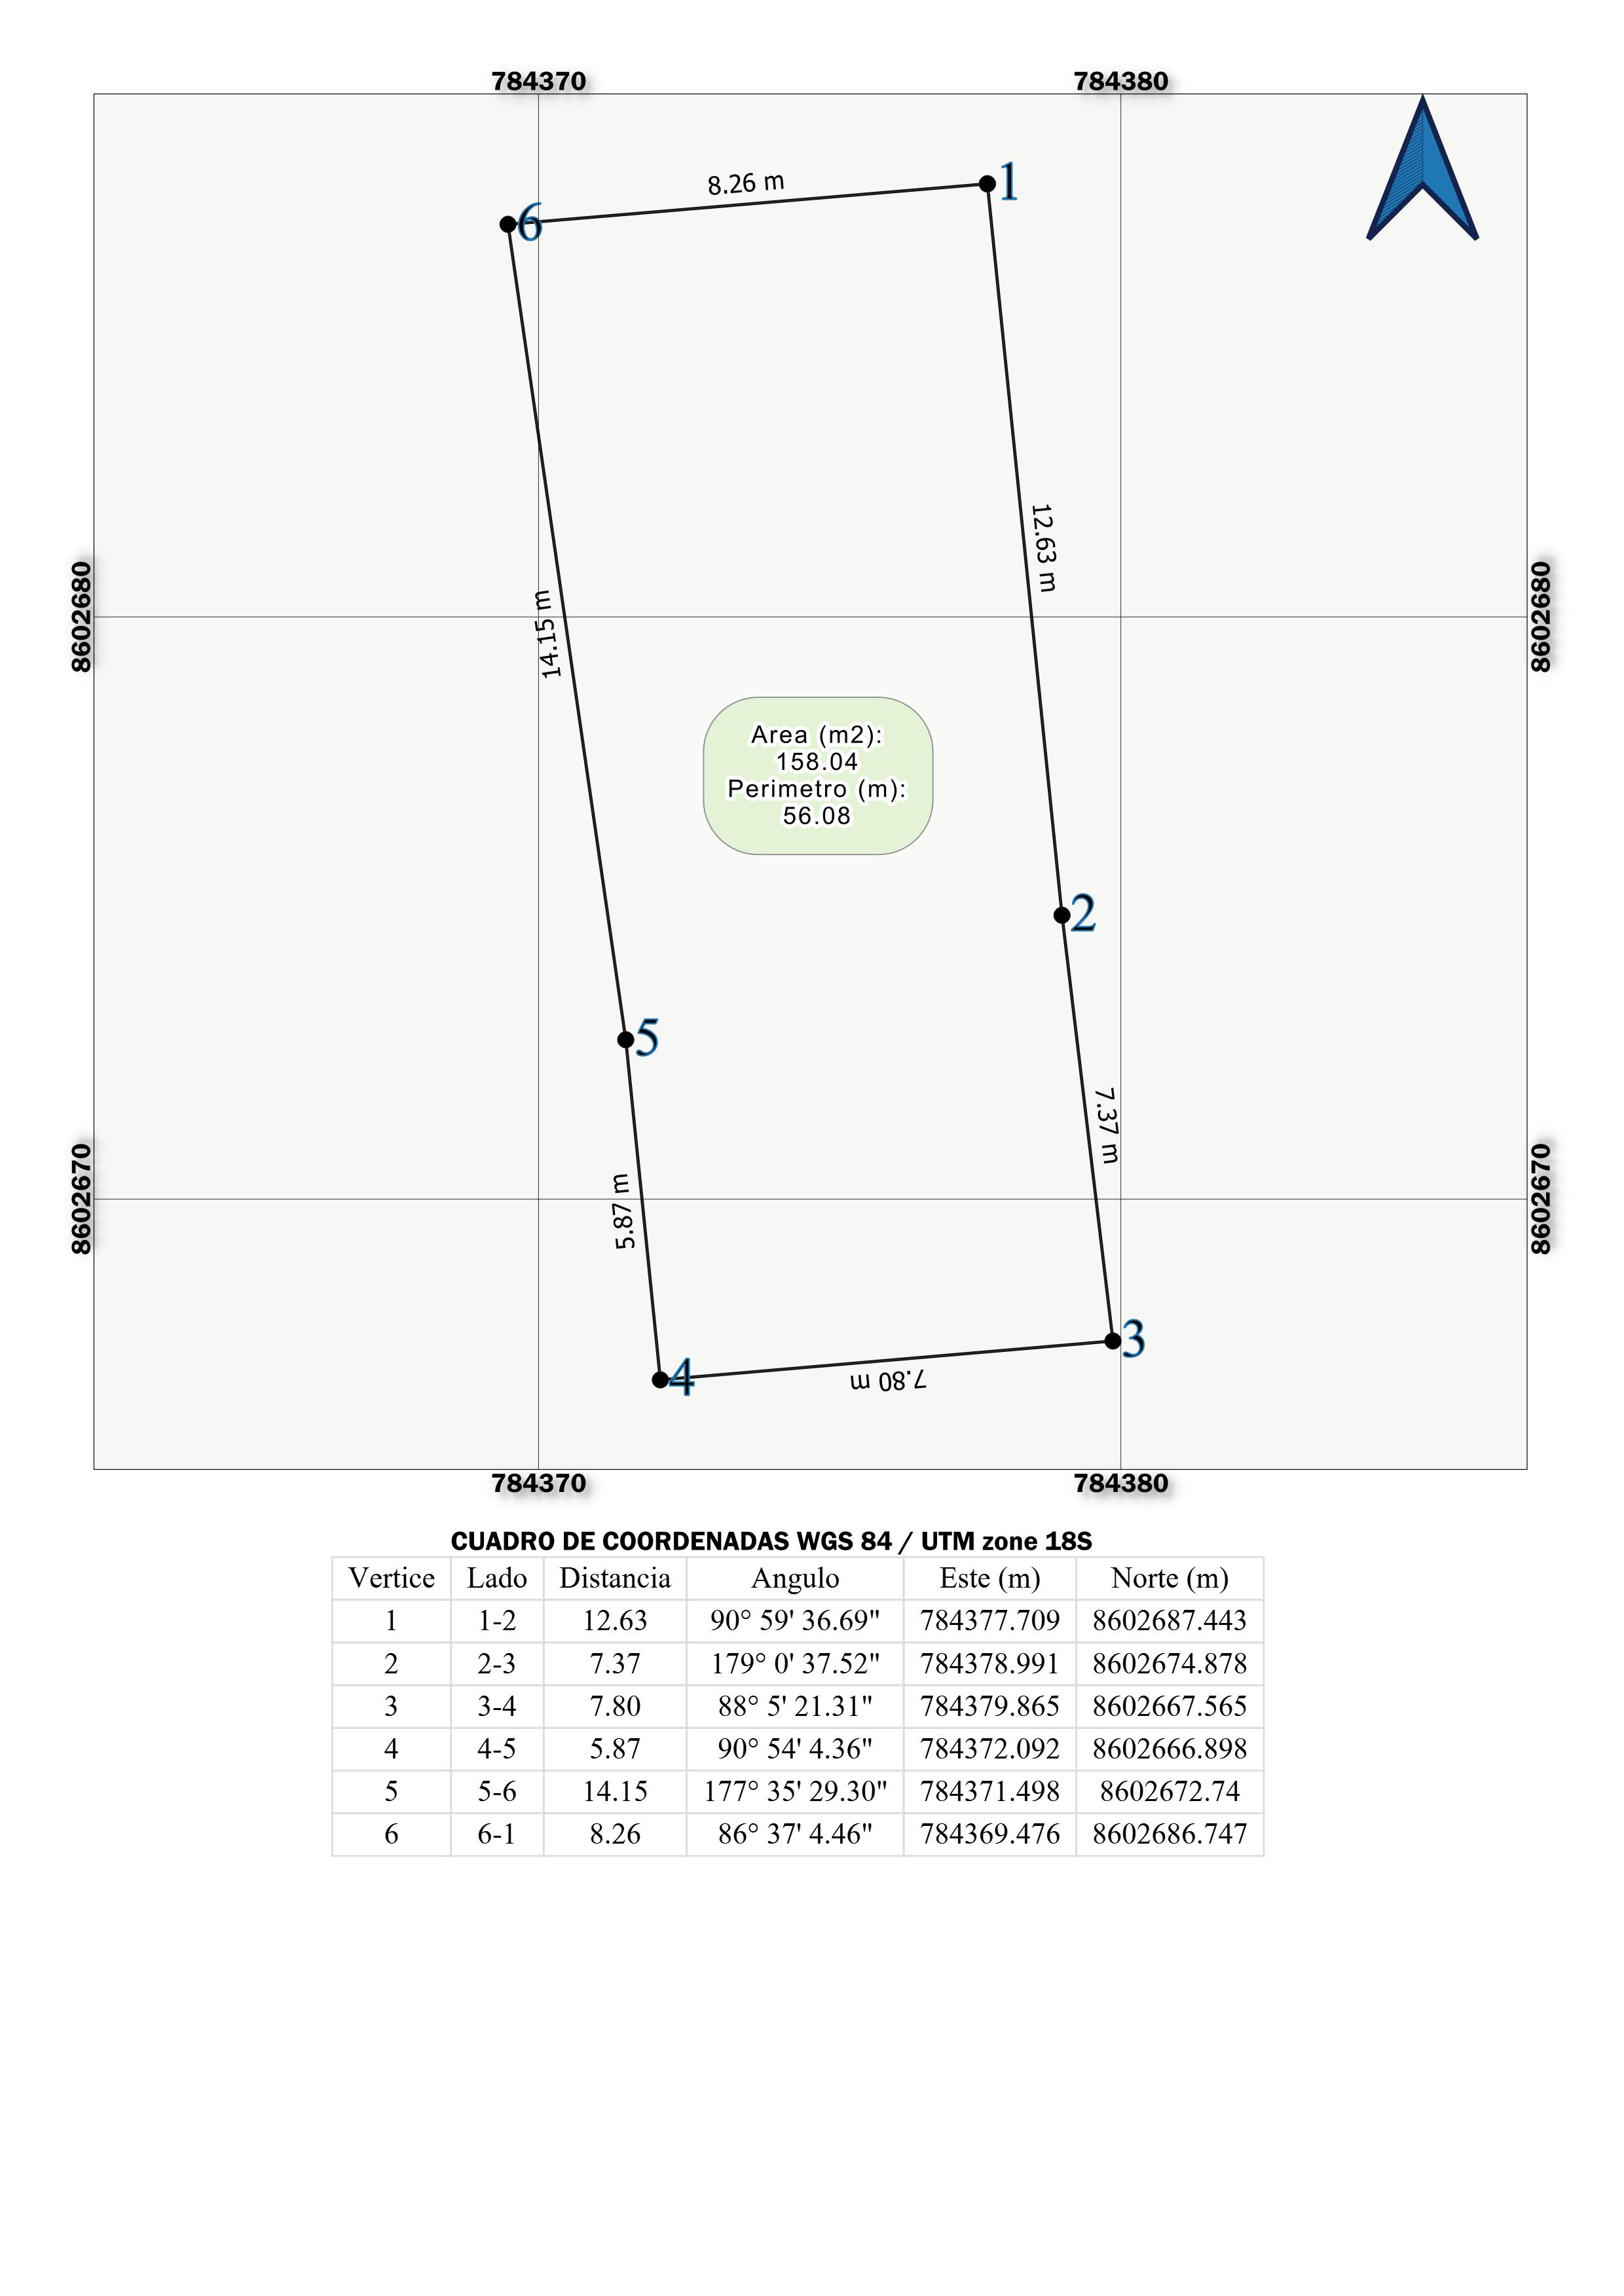 784370 784380
6 8.26 m 1
12.63 m
8602680 8602680
14.15 m
Area (m2):
158.04
Perimetro (m):
56.08
2
5
7.37 m
8602670 8602670
5.87 m
3
4 7.80 m
784370 784380
CUADRO DE COORDENADAS WGS 84 / UTM zone 18S
Vertice Lado Distancia Angulo Este (m) Norte (m)
1 1-2 12.63 90° 59' 36.69" 784377.709 8602687.443
2 2-3 7.37 179° 0' 37.52" 784378.991 8602674.878
3 3-4 7.80 88° 5' 21.31" 784379.865 8602667.565
4 4-5 5.87 90° 54' 4.36" 784372.092 8602666.898
5 5-6 14.15 177° 35' 29.30" 784371.498 8602672.74
6 6-1 8.26 86° 37' 4.46" 784369.476 8602686.747